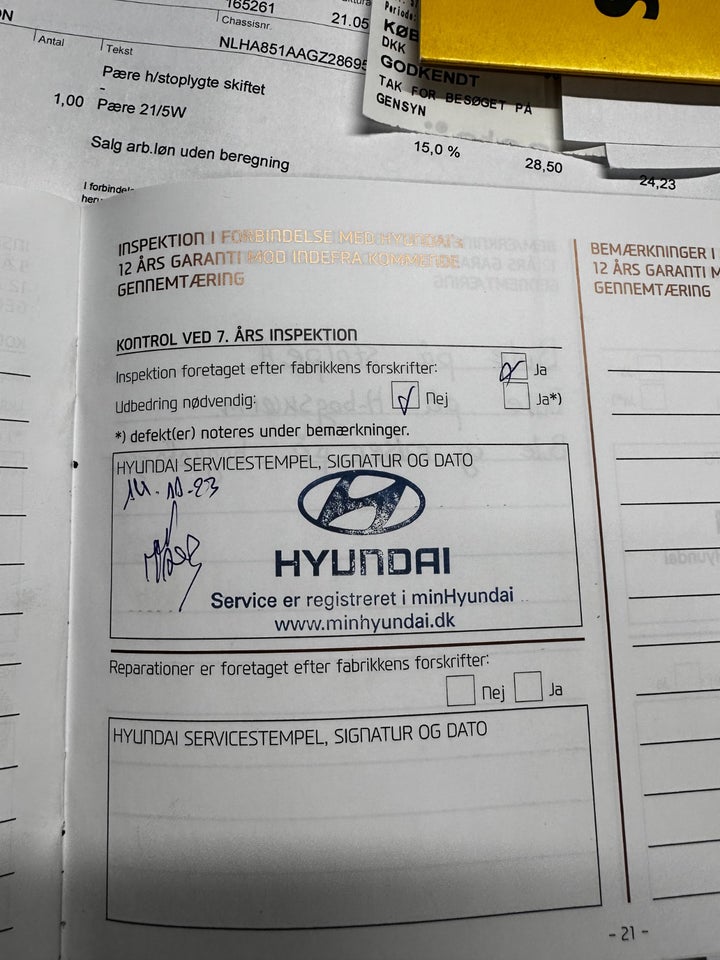 165261
Chassisnr.
21.05
NLHA851AAGZ28695
Antal
Tekst
Pære h/stoplygte skiftet
-
1,00 Pære 21/5W
Salg arb.løn uden beregning
15,0 % 28,50 24,23
KØB
DKK
GODKENDT
TAK FOR BESØGET PÅ
GENSYN
INSPEKTION I FORBINDELSE MED HYUNDAI's
12 ÅRS GARANTI MOD INDEFRA KOMMENDE
GENNEMTÆRING
KONTROL VED 7. ÅRS INSPEKTION
Inspektion foretaget efter fabrikkens forskrifter: Ja
Udbedring nødvendig: Nej Ja*)
*) defekt(er) noteres under bemærkninger.
HYUNDAI SERVICESTEMPEL, SIGNATUR OG DATO
HYUNDAI
Service er registreret i minHyundai
www.minhyundai.dk
Reparationer er foretaget efter fabrikkens forskrifter:
Nej Ja
HYUNDAI SERVICESTEMPEL, SIGNATUR OG DATO
BEMÆRKNINGER I
12 ÅRS GARANTI M
GENNEMTÆRING
- 21 -